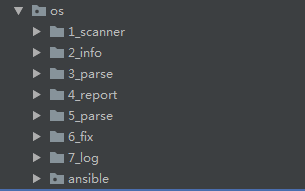 os
1_scanner
2_info
3_parse
4_report
5_parse
6_fix
7_log
ansible